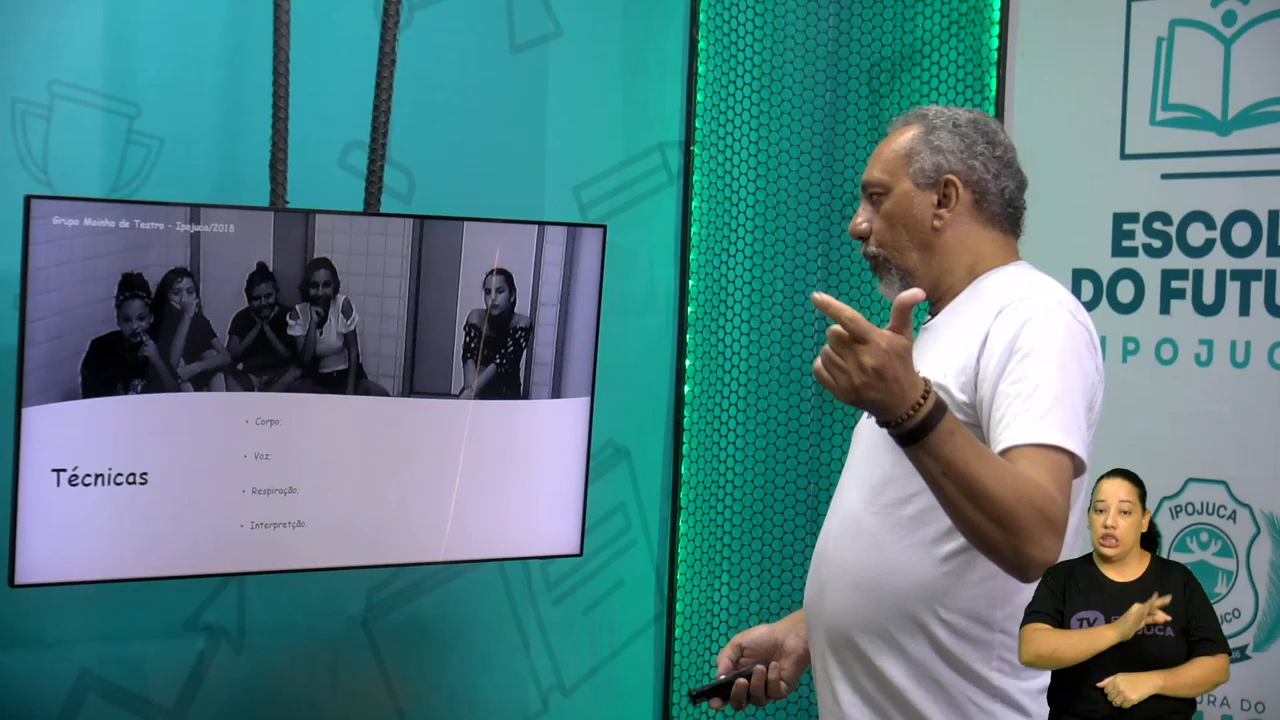 Grupo Mainha de Teatro - Ipojuca/2018
Técnicas
• Corpo;
• Voz;
• Respiração;
• Interpretção.
ESCOL
DO FUTU
IPOJUC
IPOJUCA
TV